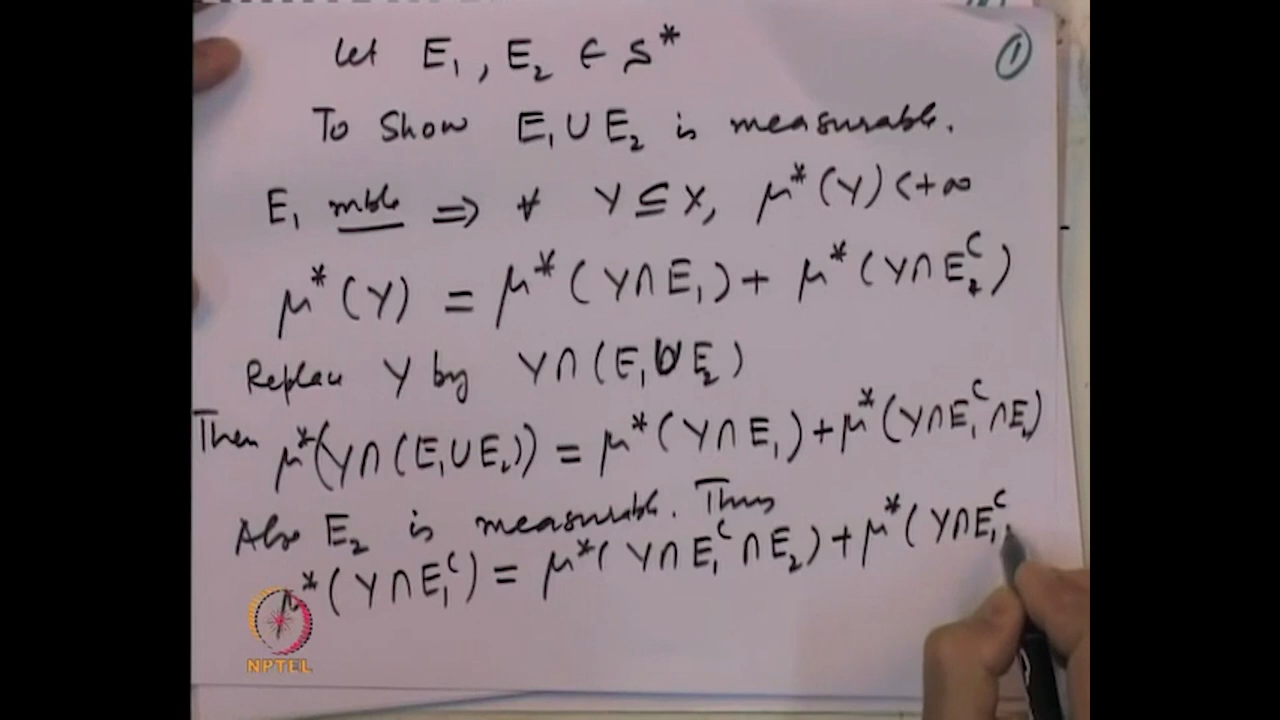 ①
Let E₁, E₂ ∈ S*
To Show E₁ ∪ E₂ is measurable.
E₁ mble ⇒ ∀ Y ⊆ X, μ*(Y) < +∞
μ*(Y) = μ*(Y∩E₁) + μ*(Y∩E₂ᶜ)
Replace Y by Y∩(E₁∪E₂)
Then μ*(Y∩(E₁∪E₂)) = μ*(Y∩E₁) + μ*(Y∩E₁ᶜ∩E₂)
Also E₂ is measurable. Thus
μ*(Y∩E₁ᶜ) = μ*(Y∩E₁ᶜ∩E₂) + μ*(Y∩E₁ᶜ
NPTEL